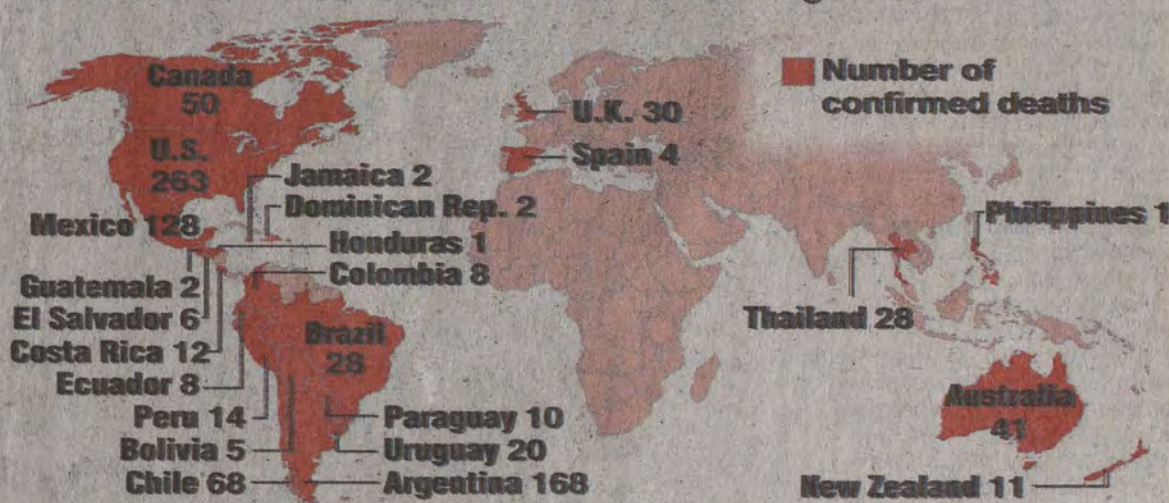 Canada
50
U.S.
263
Mexico 128
Jamaica 2
Dominican Rep. 2
Honduras 1
Colombia 8
Guatemala 2
El Salvador 6
Costa Rica 12
Ecuador 8
Peru 14
Bolivia 5
Chile 68
Brazil
28
Paraguay 10
Uruguay 20
Argentina 168
U.K. 30
Spain 4
Number of
confirmed deaths
Philippines 1
Thailand 28
Australia
41
New Zealand 11